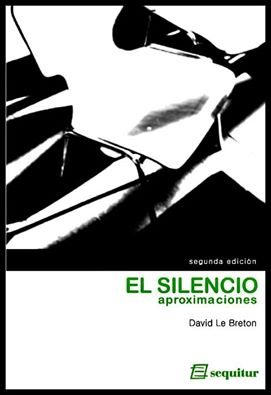 segunda edición
EL SILENCIO
aproximaciones
David Le Breton
sequitur